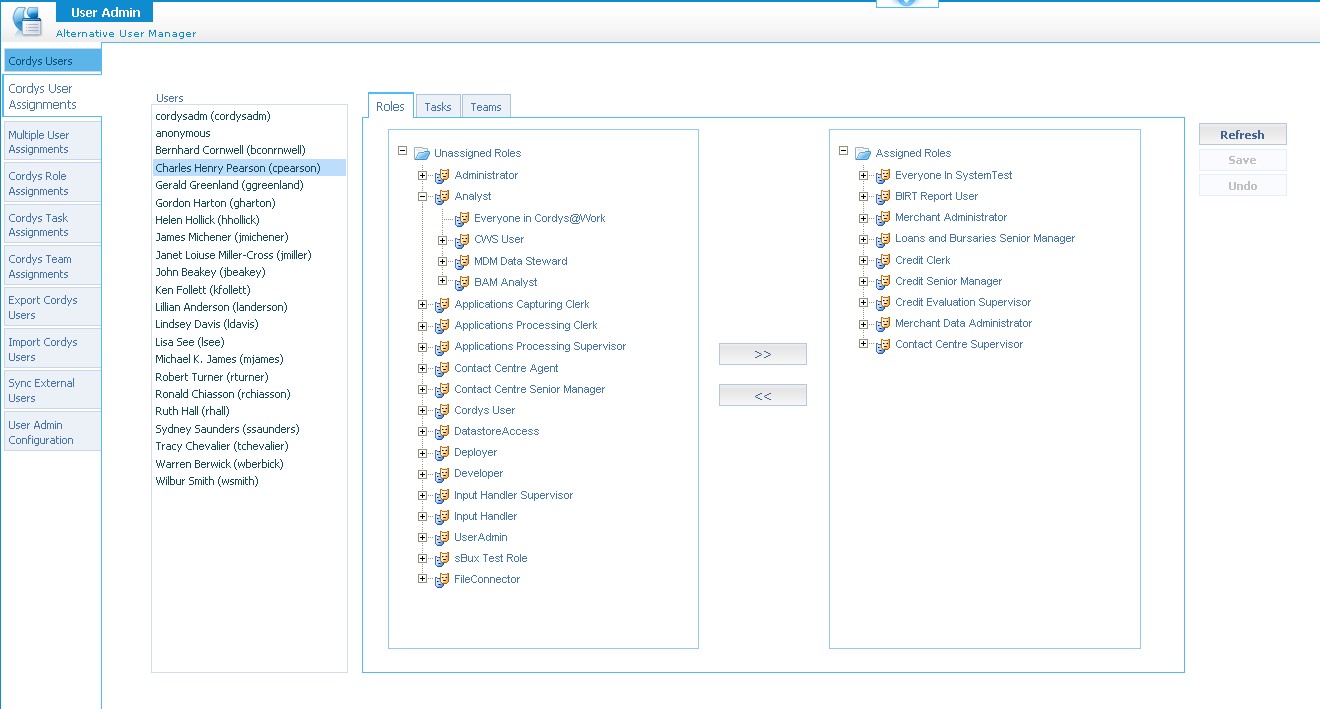 User Admin
Alternative User Manager
Cordys Users
Cordys User
Assignments
Multiple User
Assignments
Cordys Role
Assignments
Cordys Task
Assignments
Cordys Team
Assignments
Export Cordys
Users
Import Cordys
Users
Sync External
Users
User Admin
Configuration
Users
cordysadm (cordysadm)
anonymous
Bernhard Cornwell (bconrnwell)
Charles Henry Pearson (cpearson)
Gerald Greenland (ggreenland)
Gordon Harton (gharton)
Helen Hollick (hhollick)
James Michener (jmichener)
Janet Loiuse Miller-Cross (jmiller)
John Beakey (jbeakey)
Ken Follett (kfollett)
Lillian Anderson (landerson)
Lindsey Davis (ldavis)
Lisa See (lsee)
Michael K. James (mjames)
Robert Turner (rturner)
Ronald Chiasson (rchiasson)
Ruth Hall (rhall)
Sydney Saunders (ssaunders)
Tracy Chevalier (tchevalier)
Warren Berwick (wberbick)
Wilbur Smith (wsmith)
Roles
Tasks
Teams
Unassigned Roles
Administrator
Analyst
Everyone in Cordys@Work
CWS User
MDM Data Steward
BAM Analyst
Applications Capturing Clerk
Applications Processing Clerk
Applications Processing Supervisor
Contact Centre Agent
Contact Centre Senior Manager
Cordys User
DatastoreAccess
Deployer
Developer
Input Handler Supervisor
Input Handler
UserAdmin
sBux Test Role
FileConnector
>>
<<
Assigned Roles
Everyone In SystemTest
BIRT Report User
Merchant Administrator
Loans and Bursaries Senior Manager
Credit Clerk
Credit Senior Manager
Credit Evaluation Supervisor
Merchant Data Administrator
Contact Centre Supervisor
Refresh
Save
Undo